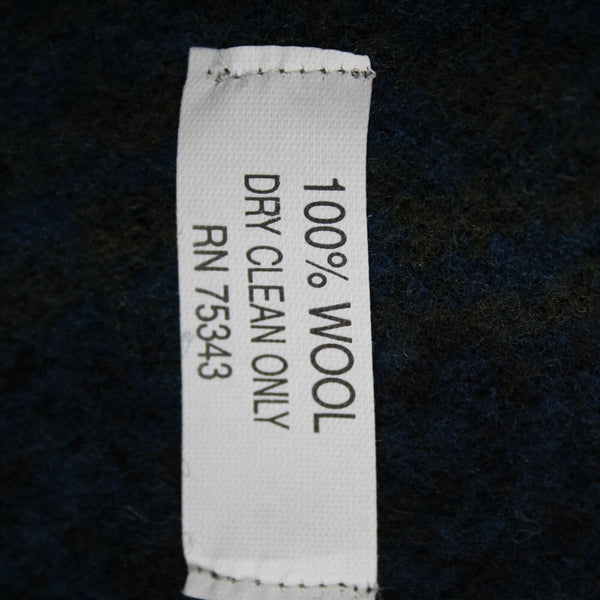 100% WOOL
DRY CLEAN ONLY
RN 75343